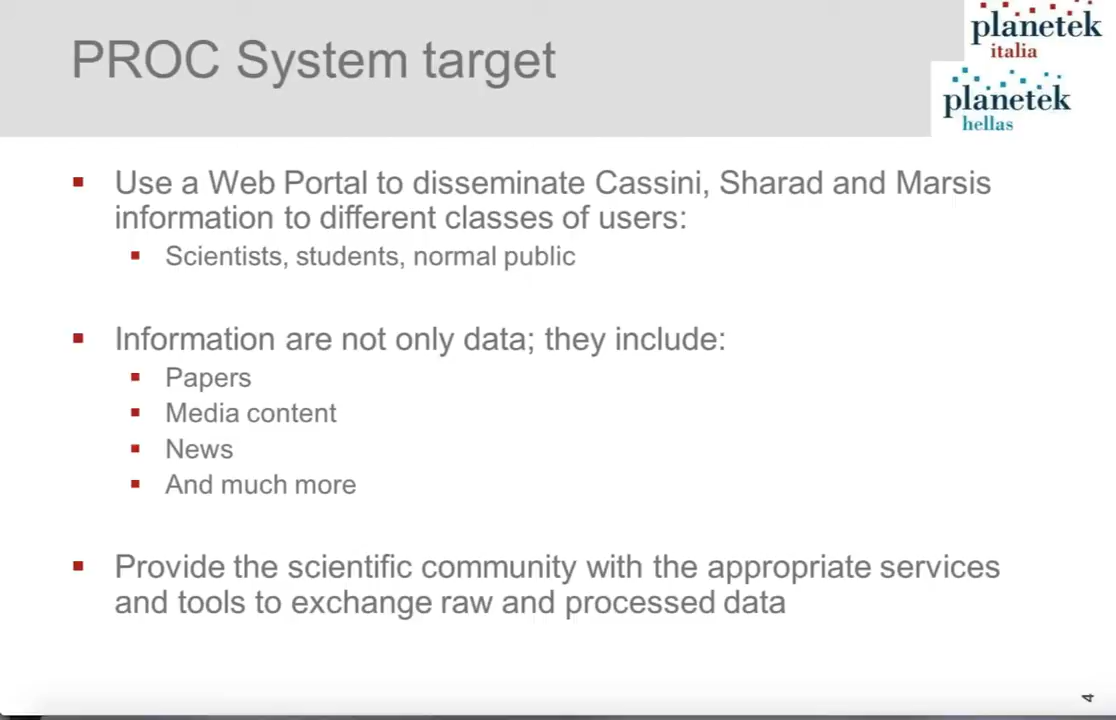 PROC System target
planetek
italia
planetek
hellas
Use a Web Portal to disseminate Cassini, Sharad and Marsis
information to different classes of users:
Scientists, students, normal public
Information are not only data; they include:
Papers
Media content
News
And much more
Provide the scientific community with the appropriate services
and tools to exchange raw and processed data
4